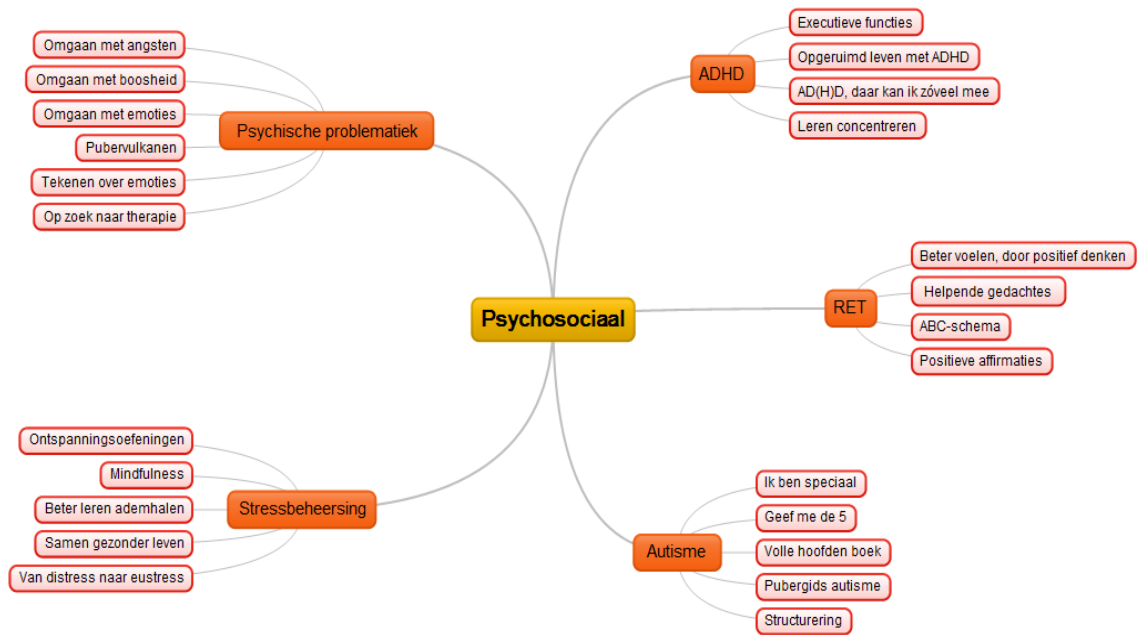 Psychosociaal
Psychische problematiek
Omgaan met angsten
Omgaan met boosheid
Omgaan met emoties
Pubervulkanen
Tekenen over emoties
Op zoek naar therapie
Stressbeheersing
Ontspanningsoefeningen
Mindfulness
Beter leren ademhalen
Samen gezonder leven
Van distress naar eustress
ADHD
Executieve functies
Opgeruimd leven met ADHD
AD(H)D, daar kan ik zóveel mee
Leren concentreren
RET
Beter voelen, door positief denken
Helpende gedachtes
ABC-schema
Positieve affirmaties
Autisme
Ik ben speciaal
Geef me de 5
Volle hoofden boek
Pubergids autisme
Structurering